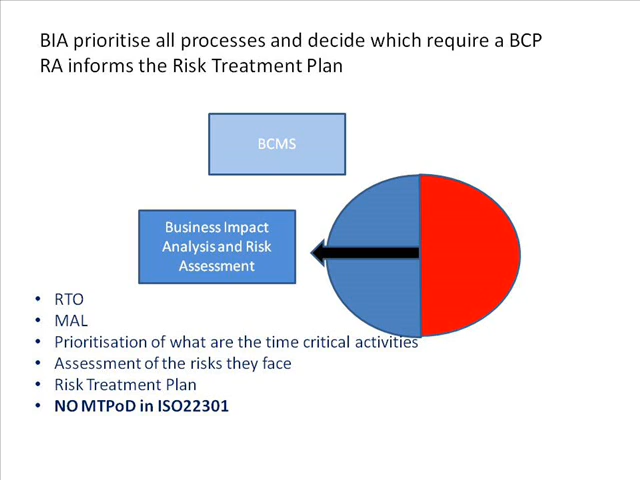 BIA prioritise all processes and decide which require a BCP
RA informs the Risk Treatment Plan
BCMS
Business Impact
Analysis and Risk
Assessment
• RTO
• MAL
• Prioritisation of what are the time critical activities
• Assessment of the risks they face
• Risk Treatment Plan
• NO MTPoD in ISO22301